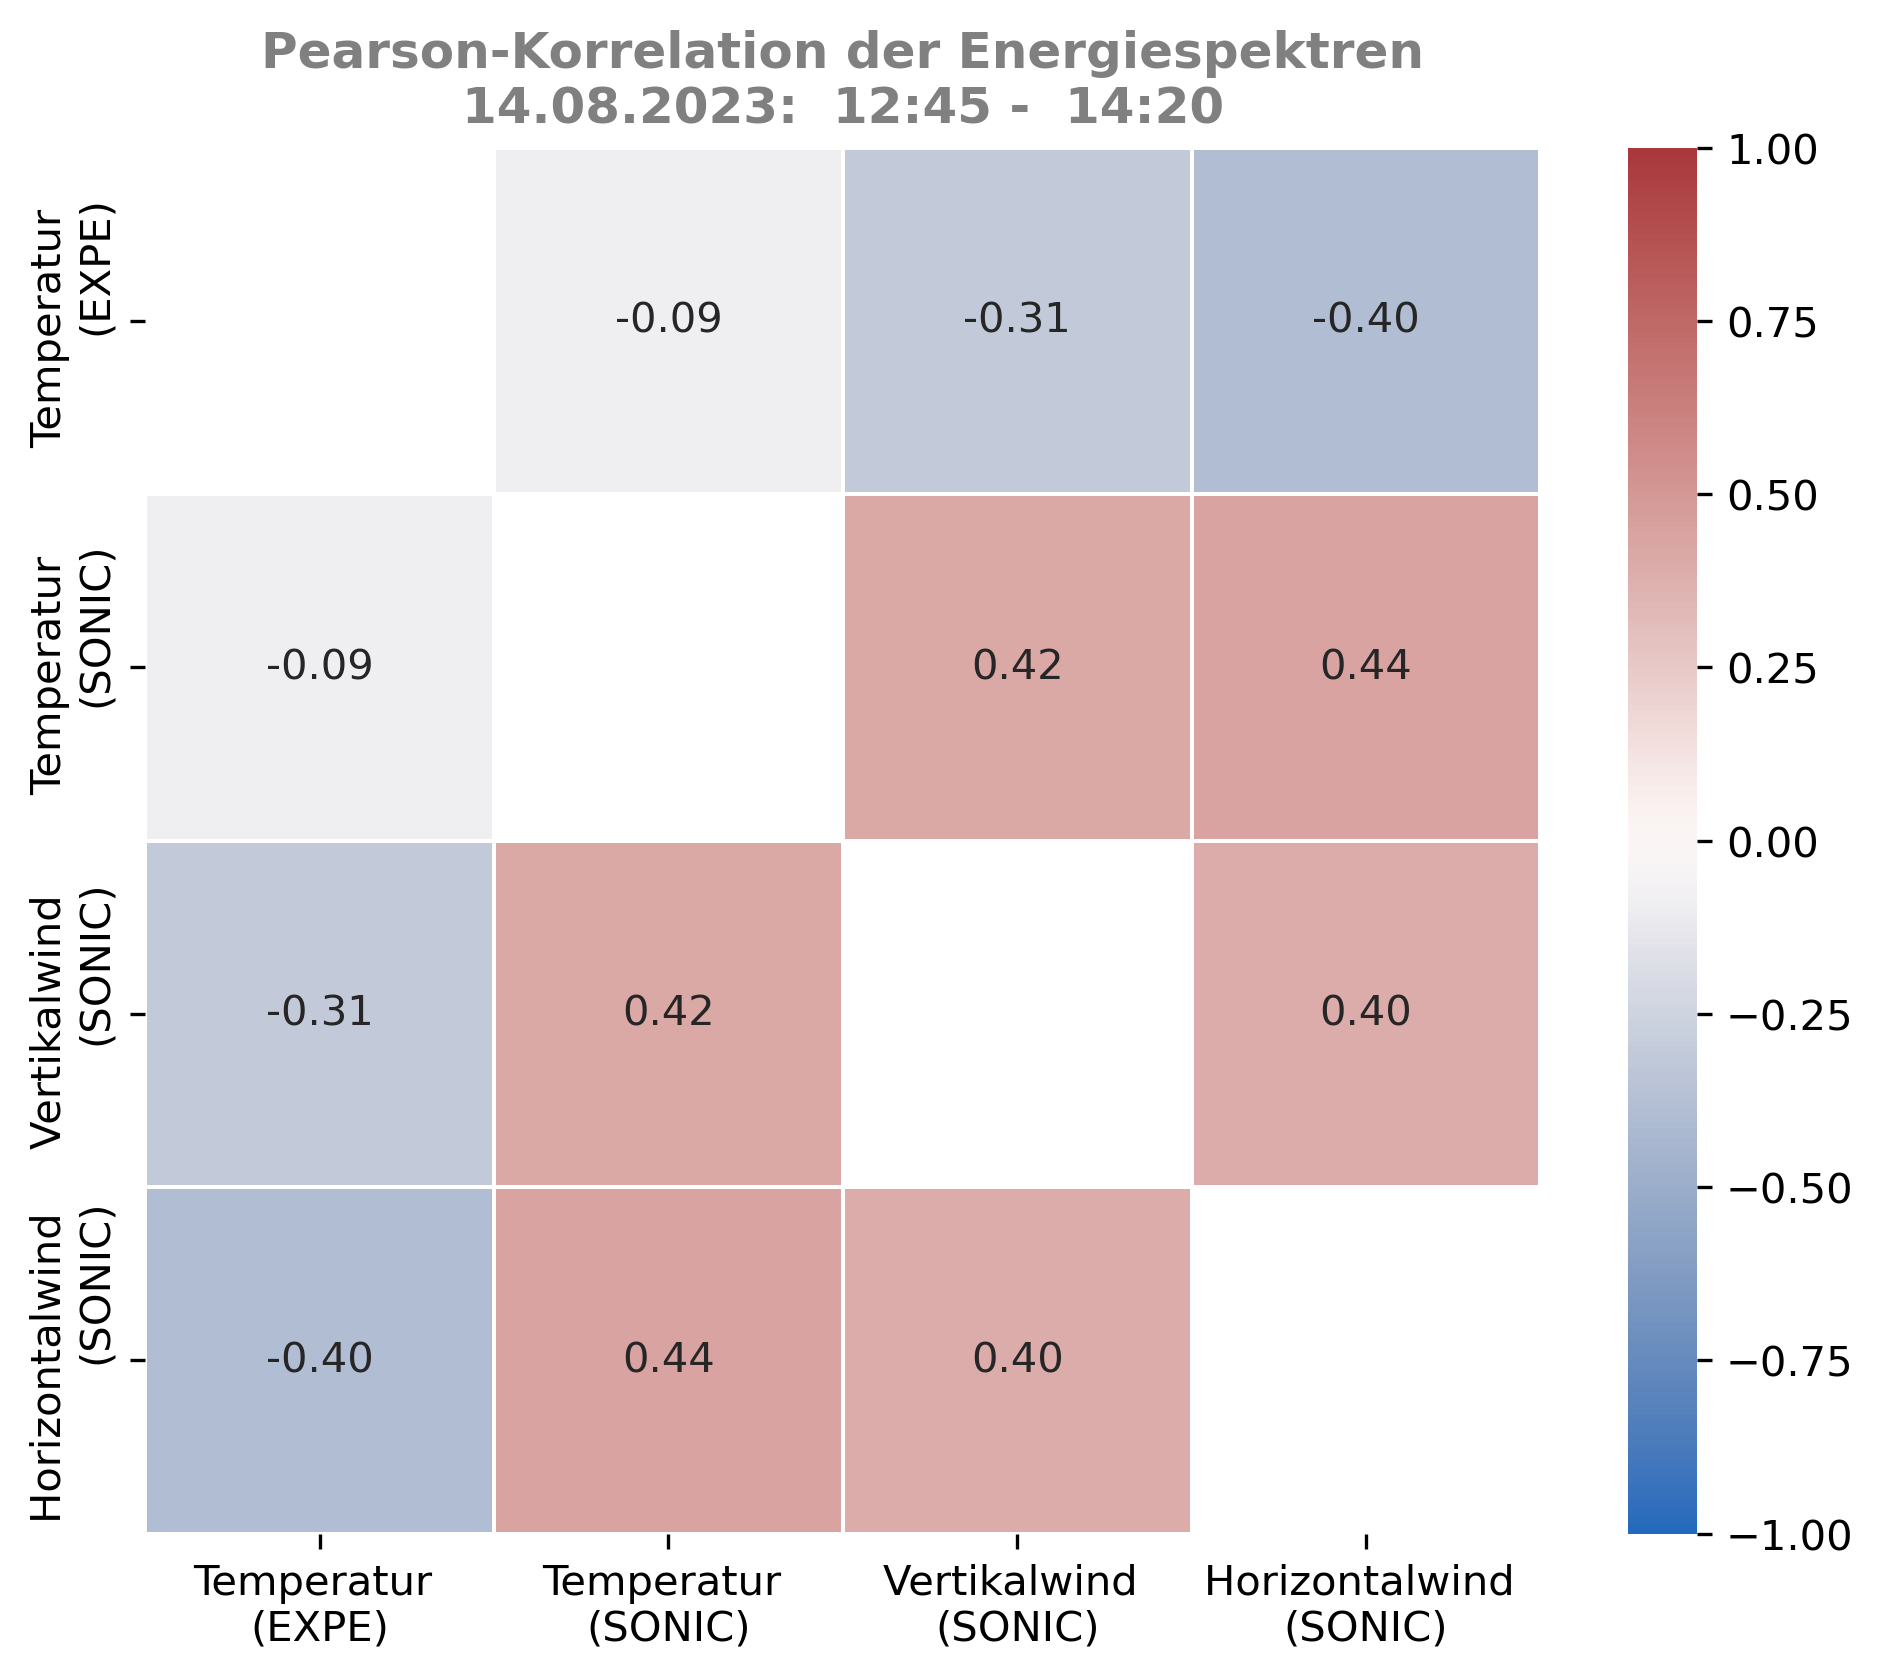 Pearson-Korrelation der Energiespektren
14.08.2023:  12:45 -  14:20
Temperatur
(EXPE)
-0.09
-0.31
-0.40
Temperatur
(SONIC)
-0.09
0.42
0.44
Vertikalwind
(SONIC)
-0.31
0.42
0.40
Horizontalwind
(SONIC)
-0.40
0.44
0.40
Temperatur
(EXPE)
Temperatur
(SONIC)
Vertikalwind
(SONIC)
Horizontalwind
(SONIC)
1.00
0.75
0.50
0.25
0.00
−0.25
−0.50
−0.75
−1.00